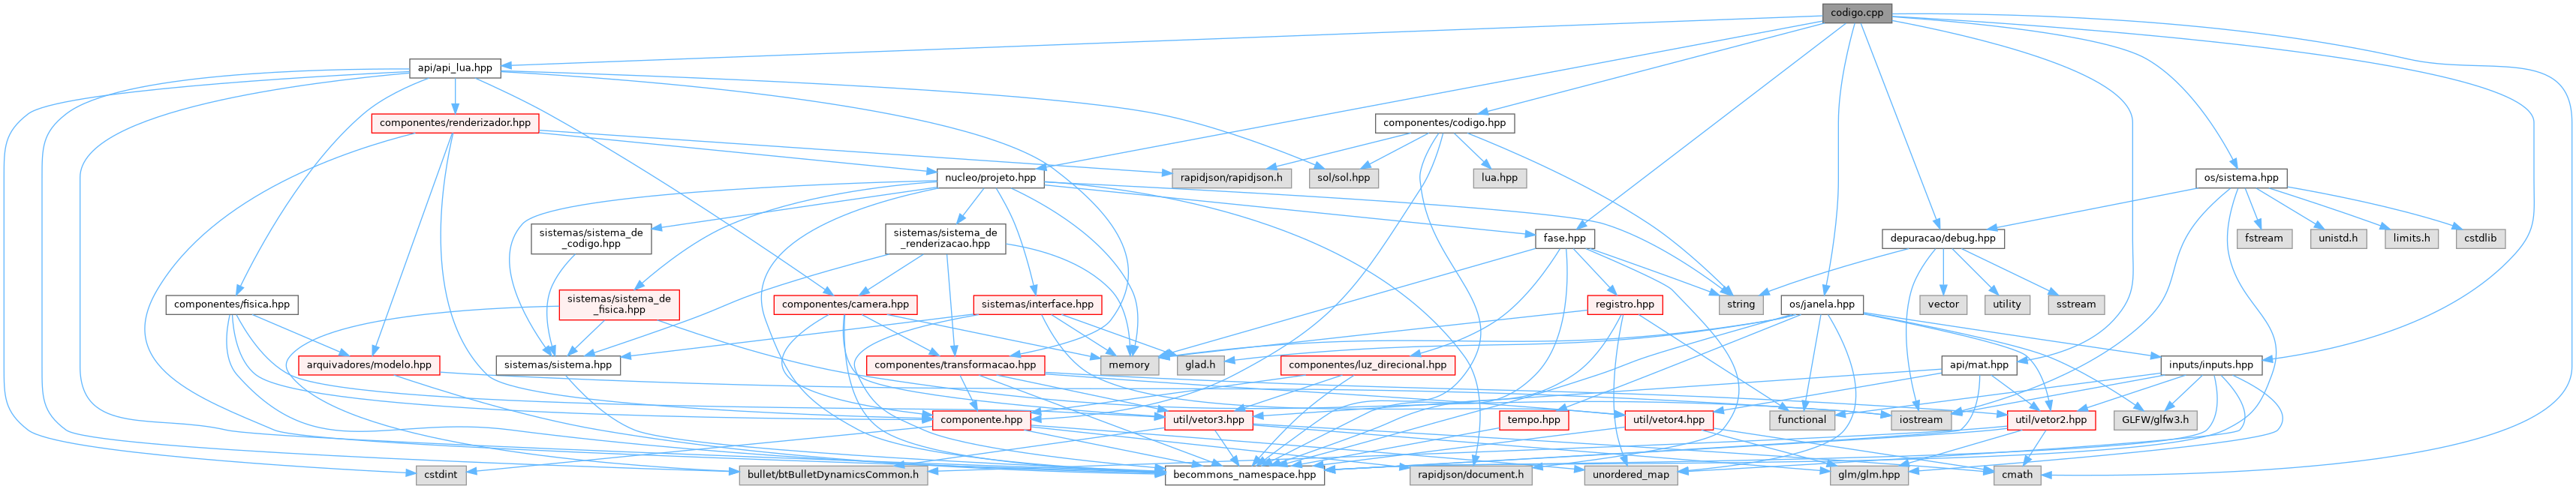 codigo.cpp
api/api_lua.hpp
componentes/renderizador.hpp
componentes/codigo.hpp
nucleo/projeto.hpp
rapidjson/rapidjson.h
sol/sol.hpp
lua.hpp
os/sistema.hpp
sistemas/sistema_de
_codigo.hpp
sistemas/sistema_de
_renderizacao.hpp
fase.hpp
depuracao/debug.hpp
fstream
unistd.h
limits.h
cstdlib
componentes/fisica.hpp
sistemas/sistema_de
_fisica.hpp
componentes/camera.hpp
sistemas/interface.hpp
registro.hpp
string
os/janela.hpp
vector
utility
sstream
arquivadores/modelo.hpp
sistemas/sistema.hpp
componentes/transformacao.hpp
memory
glad.h
componentes/luz_direcional.hpp
api/mat.hpp
inputs/inputs.hpp
componente.hpp
util/vetor3.hpp
tempo.hpp
util/vetor4.hpp
functional
iostream
util/vetor2.hpp
GLFW/glfw3.h
cstdint
bullet/btBulletDynamicsCommon.h
becommons_namespace.hpp
rapidjson/document.h
unordered_map
glm/glm.hpp
cmath